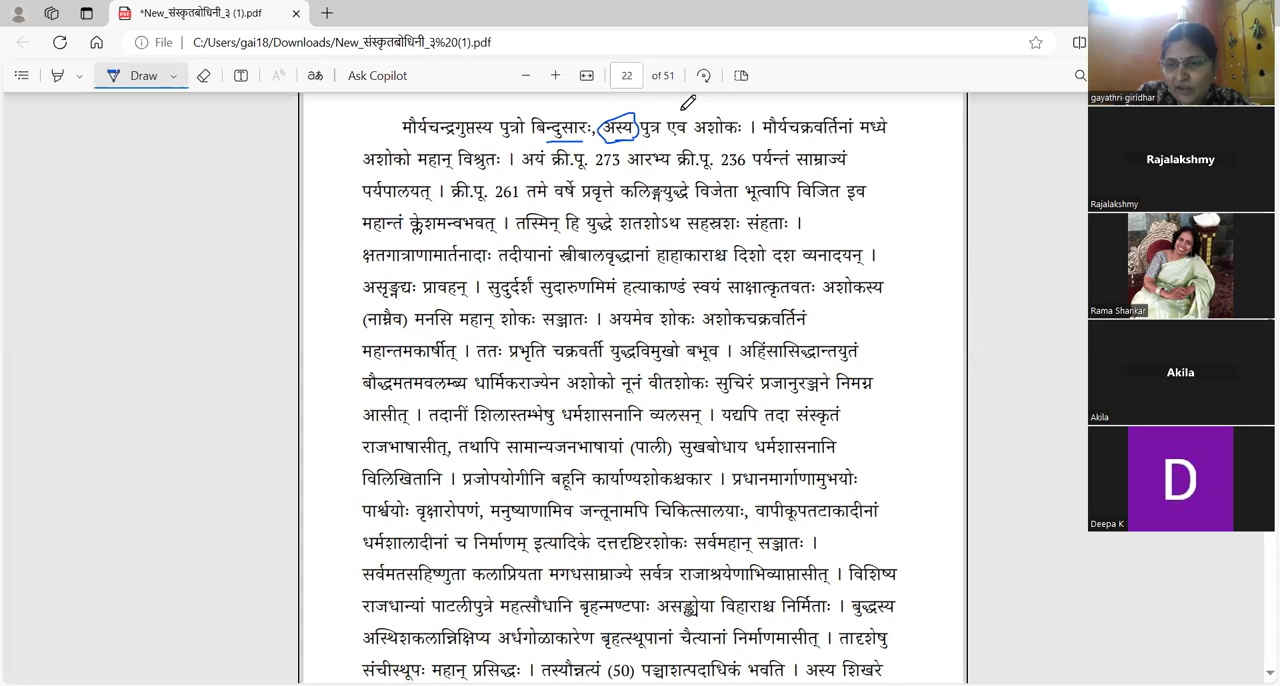 *New_संस्कृतबोधिनी_३ (1).pdf
File C:/Users/gai18/Downloads/New_संस्कृतबोधिनी_३%20(1).pdf
Draw Ask Copilot 22 of 51
मौर्यचन्द्रगुप्तस्य पुत्रो बिन्दुसारः, अस्य पुत्र एव अशोकः । मौर्यचक्रवर्तिनां मध्ये
अशोको महान् विश्रुतः । अयं क्री.पू. 273 आरभ्य क्री.पू. 236 पर्यन्तं साम्राज्यं
पर्यपालयत् । क्री.पू. 261 तमे वर्षे प्रवृत्ते कलिङ्गयुद्धे विजेता भूत्वापि विजित इव
महान्तं क्लेशमन्वभवत् । तस्मिन् हि युद्धे शतशोऽथ सहस्रशः संहताः ।
क्षतगात्राणामार्तनादाः तदीयानां स्त्रीबालवृद्धानां हाहाकाराश्च दिशो दश व्यनादयन् ।
असृङ्नद्यः प्रावहन् । सुदुर्दर्शं सुदारुणमिमं हत्याकाण्डं स्वयं साक्षात्कृतवतः अशोकस्य
(नाम्नैव) मनसि महान् शोकः सञ्जातः । अयमेव शोकः अशोकचक्रवर्तिनं
महान्तमकार्षीत् । ततः प्रभृति चक्रवर्ती युद्धविमुखो बभूव । अहिंसासिद्धान्तयुतं
बौद्धमतमवलम्ब्य धार्मिकराज्येन अशोको नूनं वीतशोकः सुचिरं प्रजानुरञ्जने निमग्न
आसीत् । तदानीं शिलास्तम्भेषु धर्मशासनानि व्यलसन् । यद्यपि तदा संस्कृतं
राजभाषासीत्, तथापि सामान्यजनभाषायां (पाली) सुखबोधाय धर्मशासनानि
विलिखितानि । प्रजोपयोगीनि बहूनि कार्याण्यशोकश्चकार । प्रधानमार्गाणामुभयोः
पार्श्वयोः वृक्षारोपणं, मनुष्याणामिव जन्तूनामपि चिकित्सालयाः, वापीकूपतटाकादीनां
धर्मशालादीनां च निर्माणम् इत्यादिके दत्तदृष्टिरशोकः सर्वमहान् सञ्जातः ।
सर्वमतसहिष्णुता कलाप्रियता मगधसाम्राज्ये सर्वत्र राजाश्रयेणाभिव्याप्तासीत् । विशिष्य
राजधान्यां पाटलीपुत्रे महत्सौधानि बृहन्मण्टपाः असङ्ख्येया विहाराश्च निर्मिताः । बुद्धस्य
अस्थिशकलान्निक्षिप्य अर्धगोळाकारेण बृहत्स्थूपानां चैत्यानां निर्माणमासीत् । तादृशेषु
संचीस्थूपः महान् प्रसिद्धः । तस्यौन्नत्यं (50) पञ्चाशत्पदाधिकं भवति । अस्य शिखरे
gayathri giridhar
Rajalakshmy
Rajalakshmy
Rama Shankar
Akila
Akila
D
Deepa K